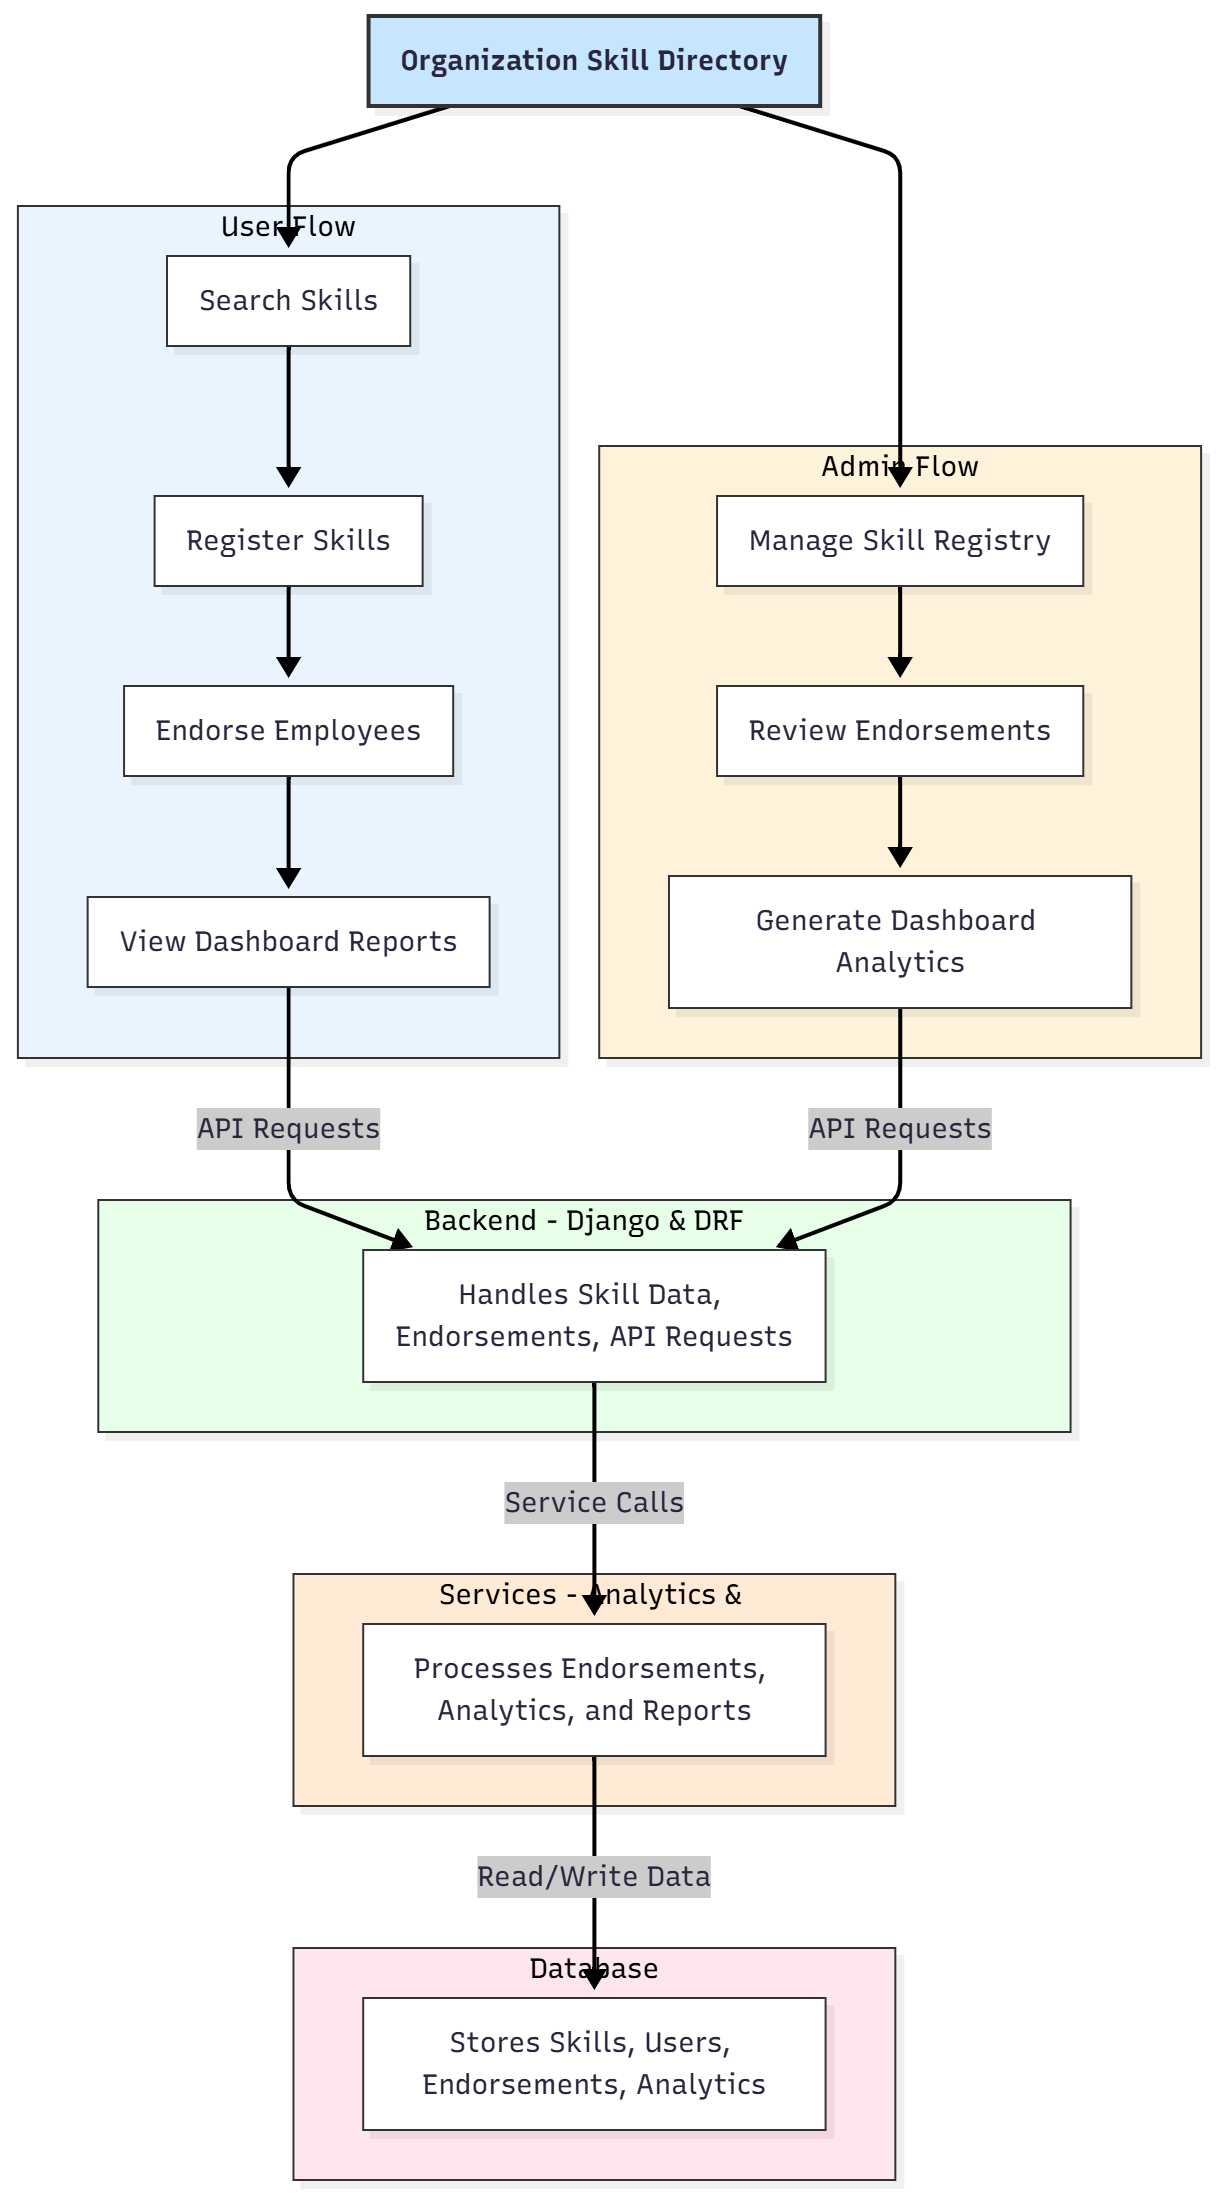 Organization Skill Directory
User Flow
Search Skills
Register Skills
Endorse Employees
View Dashboard Reports
Admin Flow
Manage Skill Registry
Review Endorsements
Generate Dashboard
Analytics
API Requests
API Requests
Backend - Django & DRF
Handles Skill Data,
Endorsements, API Requests
Service Calls
Services - Analytics &
Processes Endorsements,
Analytics, and Reports
Read/Write Data
Database
Stores Skills, Users,
Endorsements, Analytics